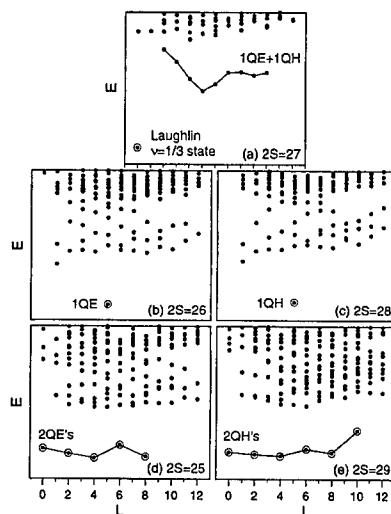 E
1QE+1QH
Laughlin
ν=1/3 state
(a) 2S=27
E
1QE
(b) 2S=26
1QH
(c) 2S=28
E
2QE's
(d) 2S=25
2QH's
(e) 2S=29
0 2 4 6 8 10 12
0 2 4 6 8 10 12
L